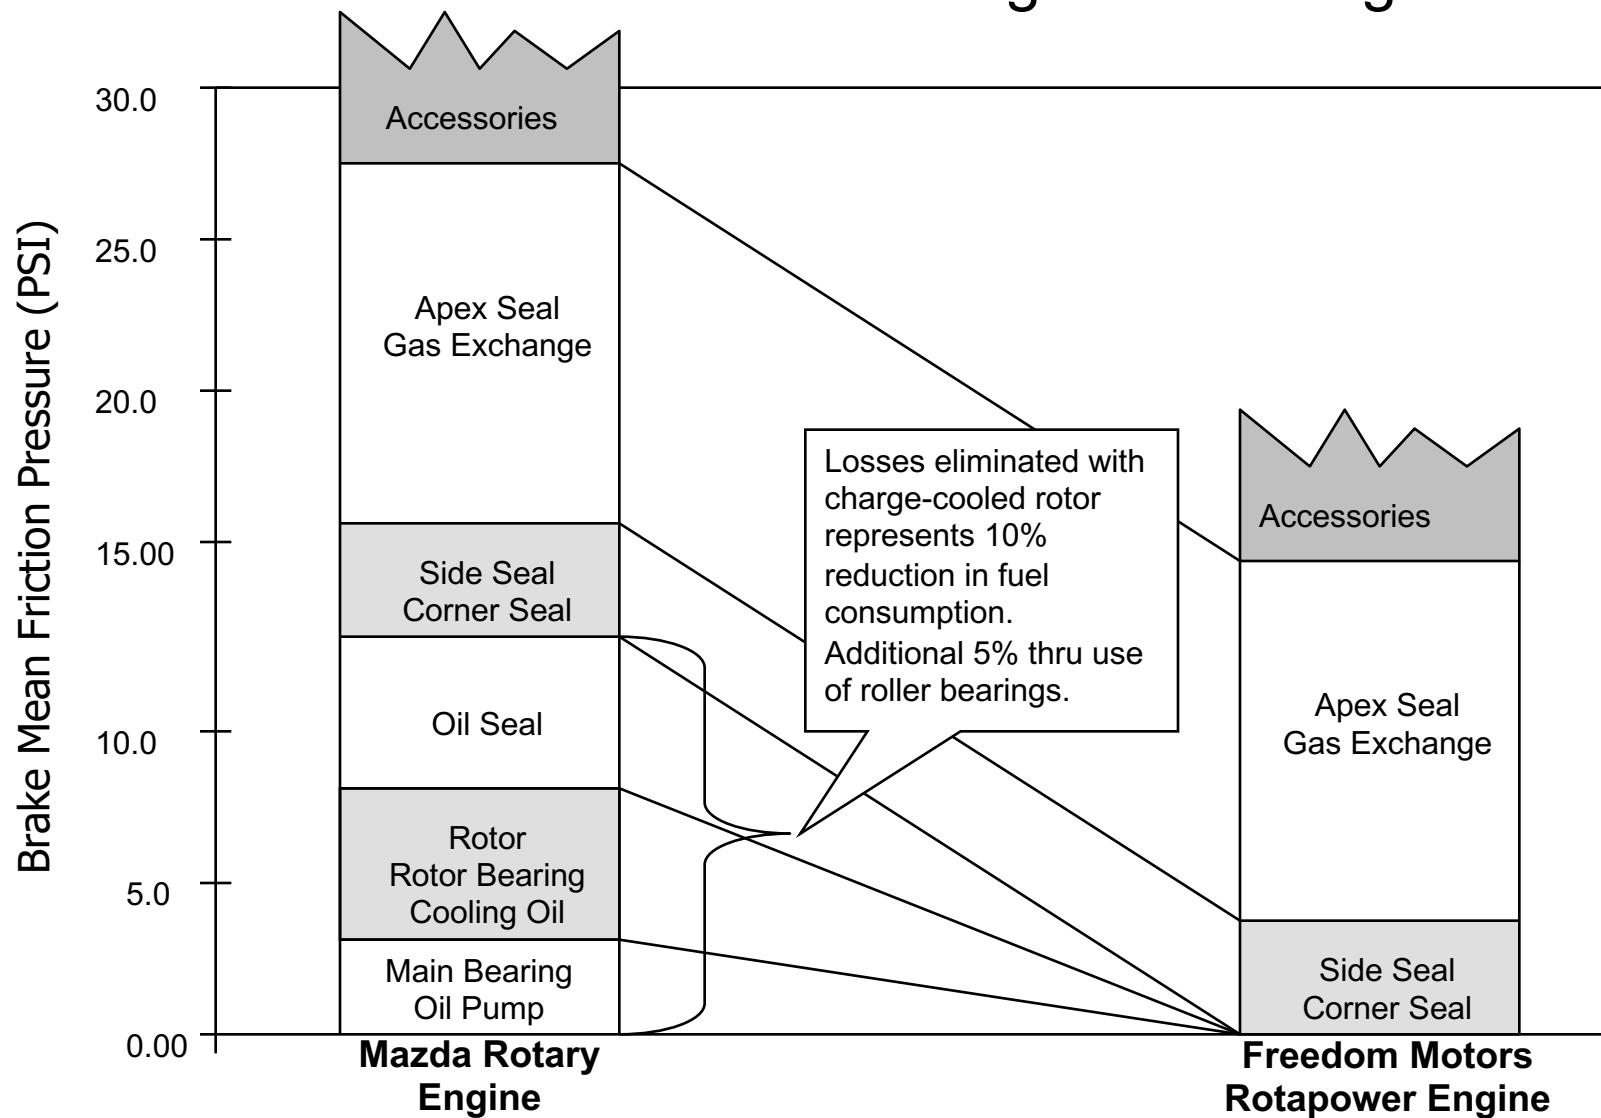 Brake Mean Friction Pressure (PSI)
30.0
25.0
20.0
15.00
10.0
5.0
0.00
Accessories
Apex Seal
Gas Exchange
Side Seal
Corner Seal
Oil Seal
Rotor
Rotor Bearing
Cooling Oil
Main Bearing
Oil Pump
Mazda Rotary
Engine
Losses eliminated with
charge-cooled rotor
represents 10%
reduction in fuel
consumption.
Additional 5% thru use
of roller bearings.
Accessories
Apex Seal
Gas Exchange
Side Seal
Corner Seal
Freedom Motors
Rotapower Engine